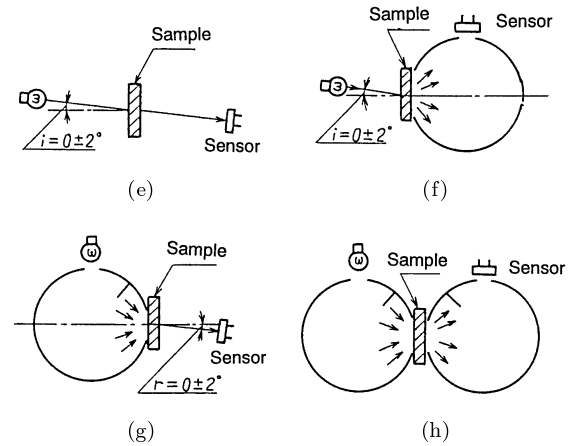 Sample
ω
i = 0 ± 2°
Sensor
(e)
Sensor
Sample
ω
i = 0 ± 2°
(f)
ω
Sample
Sensor
r = 0 ± 2°
(g)
ω
Sample
Sensor
(h)